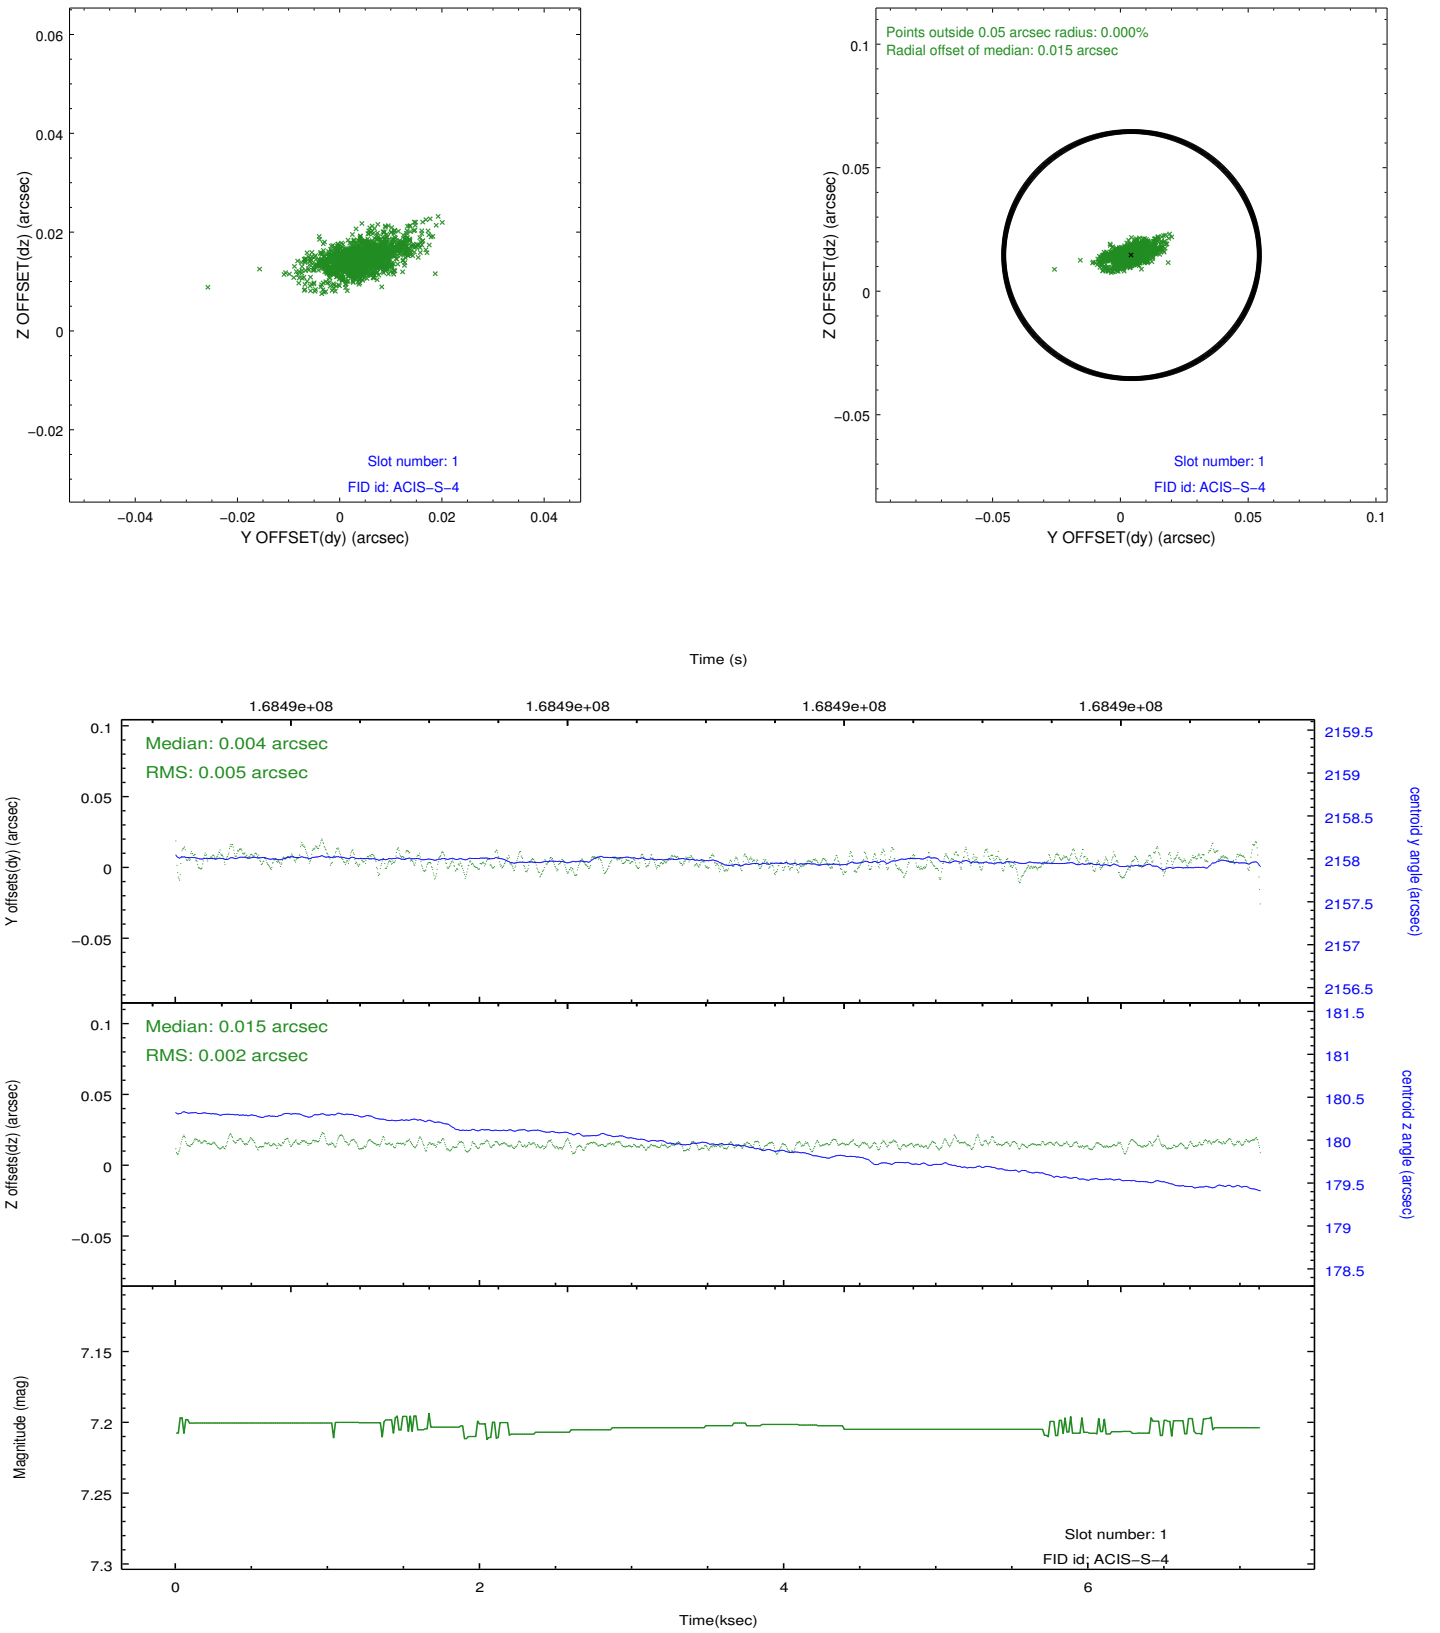 0.06
0.04
0.02
0
−0.02
Z OFFSET(dz) (arcsec)
−0.04
−0.02
0
0.02
0.04
Y OFFSET(dy) (arcsec)
Slot number: 1
FID id: ACIS−S−4
Points outside 0.05 arcsec radius: 0.000%
Radial offset of median: 0.015 arcsec
0.1
0.05
0
−0.05
Z OFFSET(dz) (arcsec)
−0.05
0
0.05
0.1
Y OFFSET(dy) (arcsec)
Slot number: 1
FID id: ACIS−S−4
Time (s)
1.6849e+08
1.6849e+08
1.6849e+08
1.6849e+08
Median: 0.004 arcsec
RMS: 0.005 arcsec
0.1
0.05
0
−0.05
Y offsets(dy) (arcsec)
2159.5
2159
2158.5
2158
2157.5
2157
2156.5
centroid y angle (arcsec)
Median: 0.015 arcsec
RMS: 0.002 arcsec
0.1
0.05
0
−0.05
Z offsets(dz) (arcsec)
181.5
181
180.5
180
179.5
179
178.5
centroid z angle (arcsec)
7.15
7.2
7.25
7.3
Magnitude (mag)
Slot number: 1
FID id: ACIS−S−4
0
2
4
6
Time(ksec)